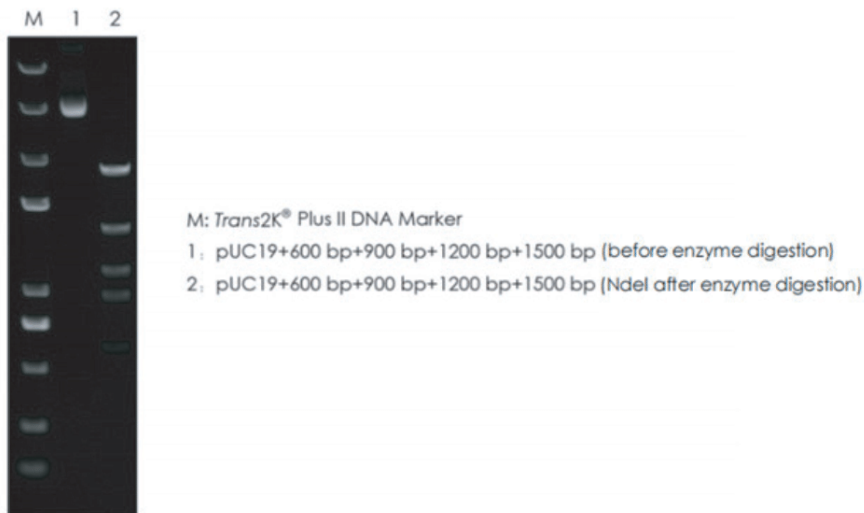 M 1 2
M: Trans2K® Plus II DNA Marker
1: pUC19+600 bp+900 bp+1200 bp+1500 bp (before enzyme digestion)
2: pUC19+600 bp+900 bp+1200 bp+1500 bp (NdeI after enzyme digestion)